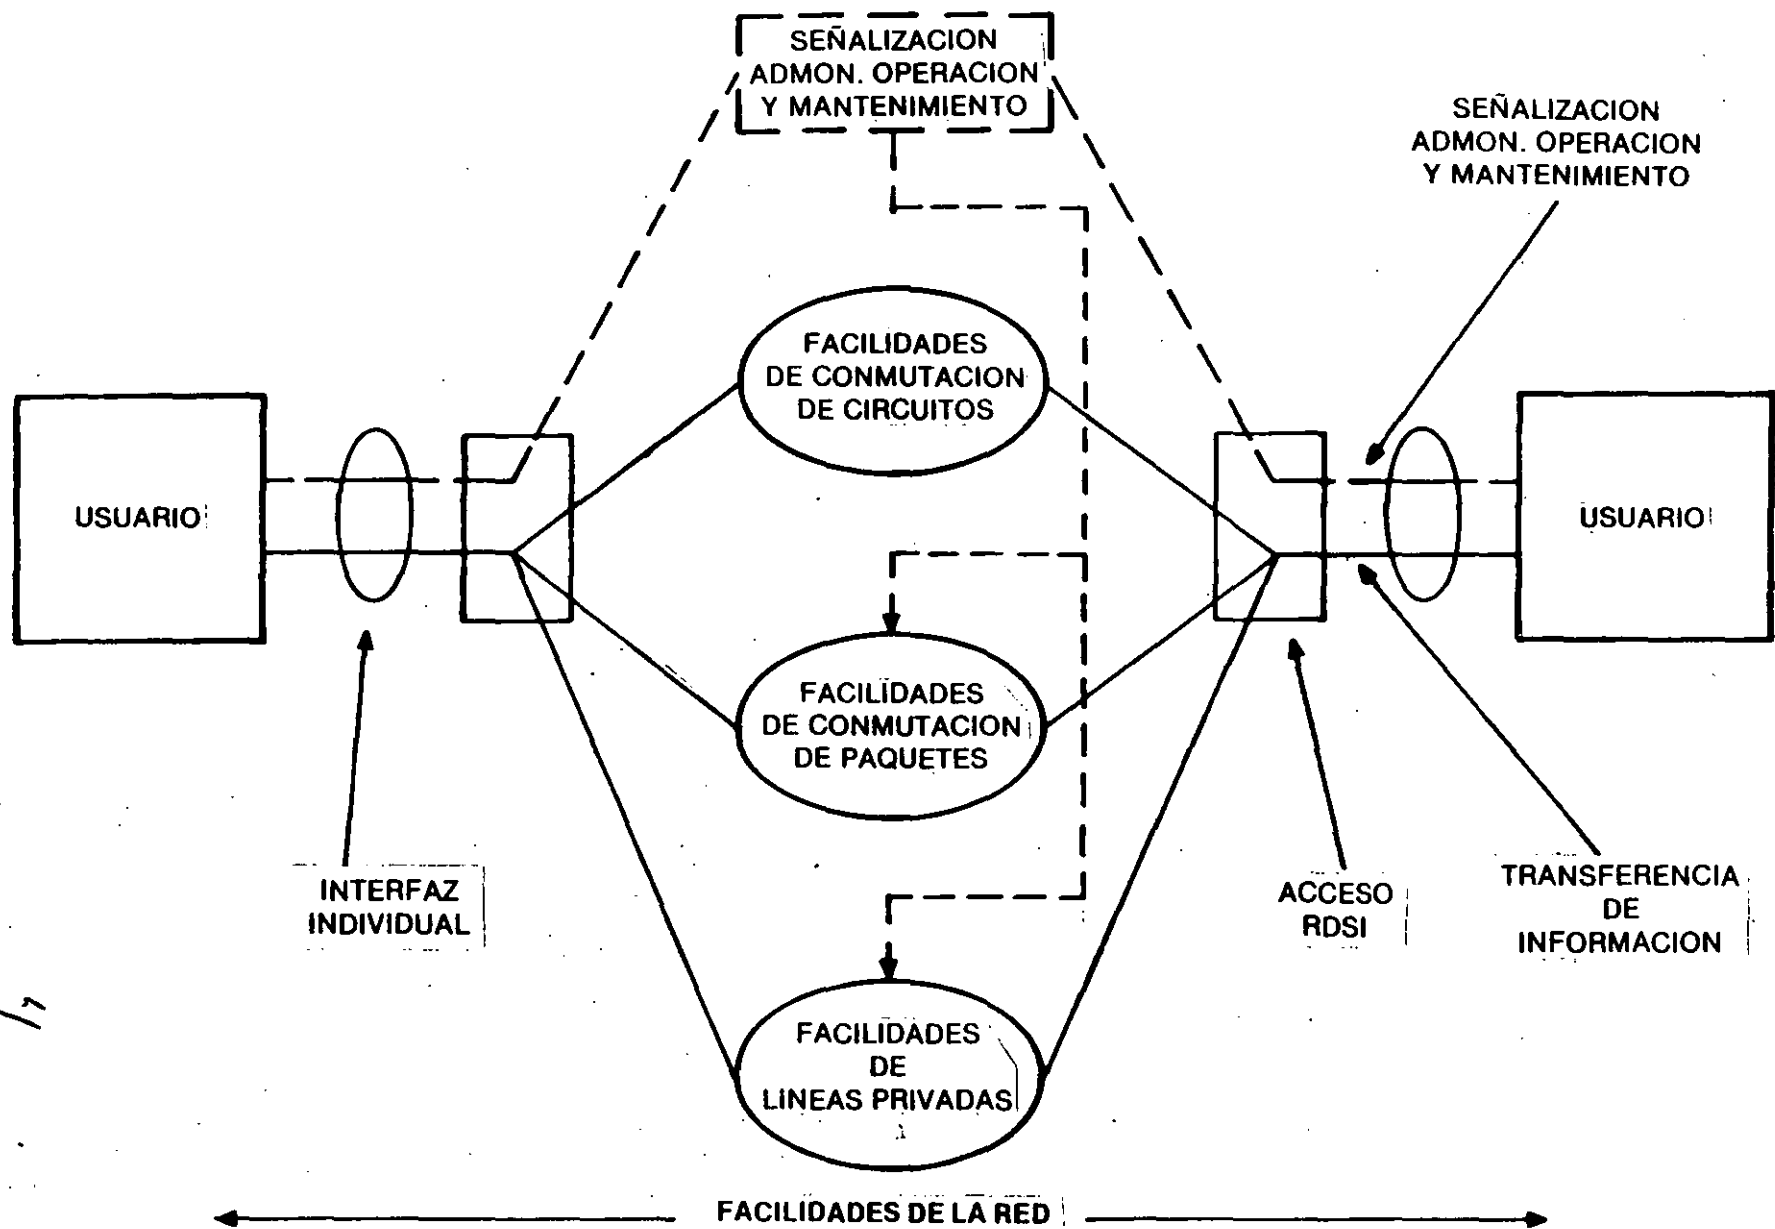 SEÑALIZACION
ADMON. OPERACION
Y MANTENIMIENTO
SEÑALIZACION
ADMON. OPERACION
Y MANTENIMIENTO
FACILIDADES
DE CONMUTACION
DE CIRCUITOS
USUARIO
USUARIO
FACILIDADES
DE CONMUTACION
DE PAQUETES
INTERFAZ
INDIVIDUAL
ACCESO
RDSI
TRANSFERENCIA
DE
INFORMACION
FACILIDADES
DE
LINEAS PRIVADAS
FACILIDADES DE LA RED